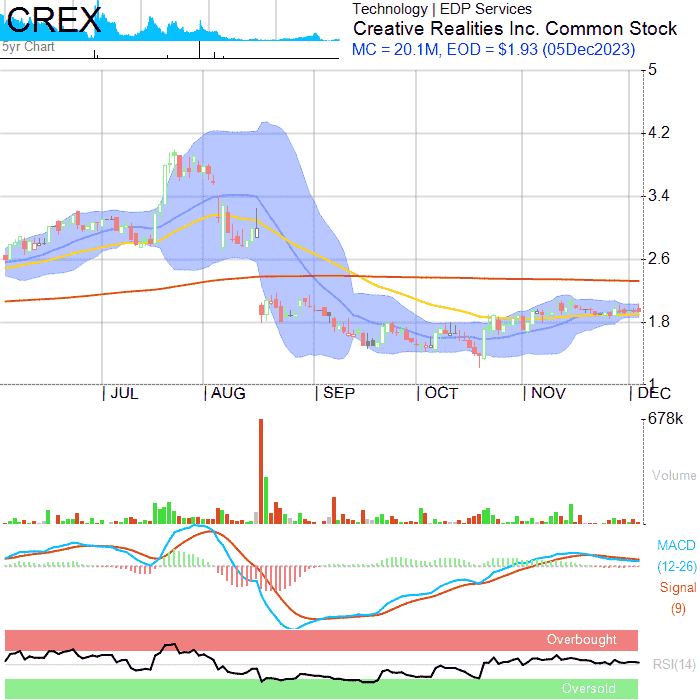 CREX
5yr Chart
Technology | EDP Services
Creative Realities Inc. Common Stock
MC = 20.1M, EOD = $1.93 (05Dec2023)
5
4.2
3.4
2.6
1.8
1
JUL AUG SEP OCT NOV DEC
678k
Volume
MACD
(12-26)
Signal
(9)
Overbought
RSI(14)
Oversold